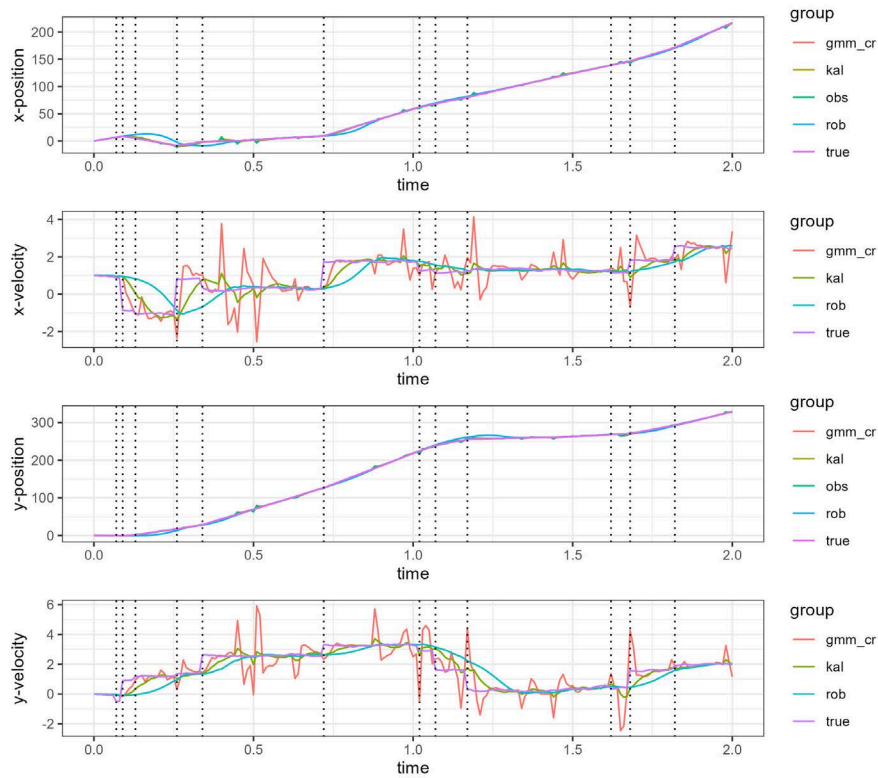 group
x-position
200
150
100
50
0
gmm_cr
kal
obs
rob
true
0.0 0.5 1.0 1.5 2.0
time
group
x-velocity
4
2
0
-2
gmm_cr
kal
rob
true
0.0 0.5 1.0 1.5 2.0
time
group
y-position
300
200
100
0
gmm_cr
kal
obs
rob
true
0.0 0.5 1.0 1.5 2.0
time
group
y-velocity
6
4
2
0
-2
gmm_cr
kal
rob
true
0.0 0.5 1.0 1.5 2.0
time